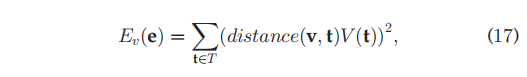 E_v(e) = ∑_{t∈T} (distance(v, t)V(t))², (17)